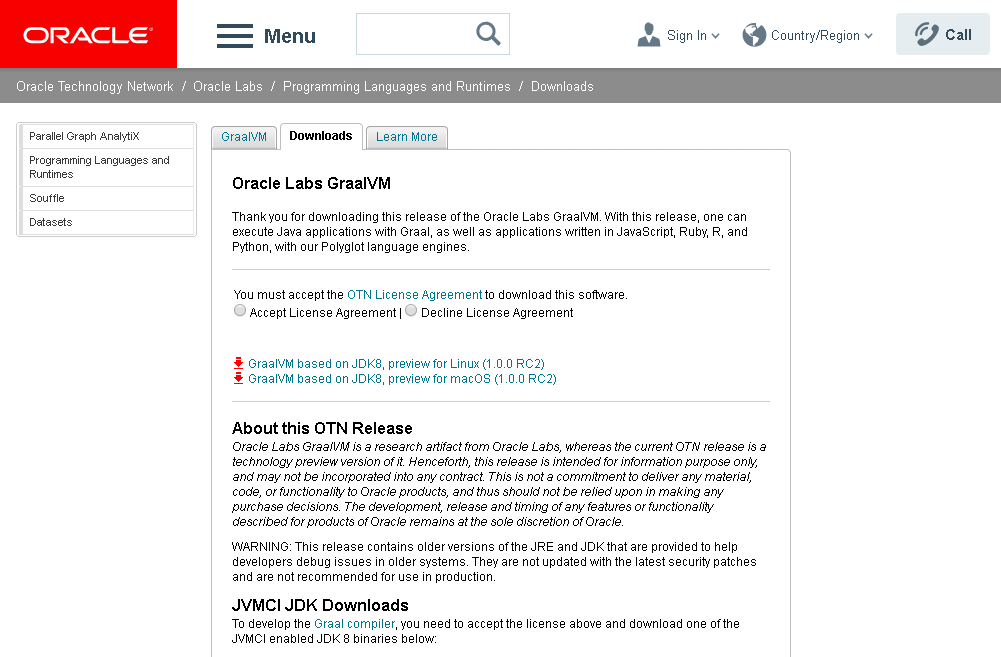 ORACLE®
Menu
Sign In
Country/Region
Call
Oracle Technology Network / Oracle Labs / Programming Languages and Runtimes / Downloads
Parallel Graph AnalytiX
Programming Languages and
Runtimes
Souffle
Datasets
GraalVM Downloads Learn More
Oracle Labs GraalVM
Thank you for downloading this release of the Oracle Labs GraalVM. With this release, one can
execute Java applications with Graal, as well as applications written in JavaScript, Ruby, R, and
Python, with our Polyglot language engines.
You must accept the OTN License Agreement to download this software.
Accept License Agreement | Decline License Agreement
GraalVM based on JDK8, preview for Linux (1.0.0 RC2)
GraalVM based on JDK8, preview for macOS (1.0.0 RC2)
About this OTN Release
Oracle Labs GraalVM is a research artifact from Oracle Labs, whereas the current OTN release is a
technology preview version of it. Henceforth, this release is intended for information purpose only,
and may not be incorporated into any contract. This is not a commitment to deliver any material,
code, or functionality to Oracle products, and thus should not be relied upon in making any
purchase decisions. The development, release and timing of any features or functionality
described for products of Oracle remains at the sole discretion of Oracle.
WARNING: This release contains older versions of the JRE and JDK that are provided to help
developers debug issues in older systems. They are not updated with the latest security patches
and are not recommended for use in production.
JVMCI JDK Downloads
To develop the Graal compiler, you need to accept the license above and download one of the
JVMCI enabled JDK 8 binaries below: